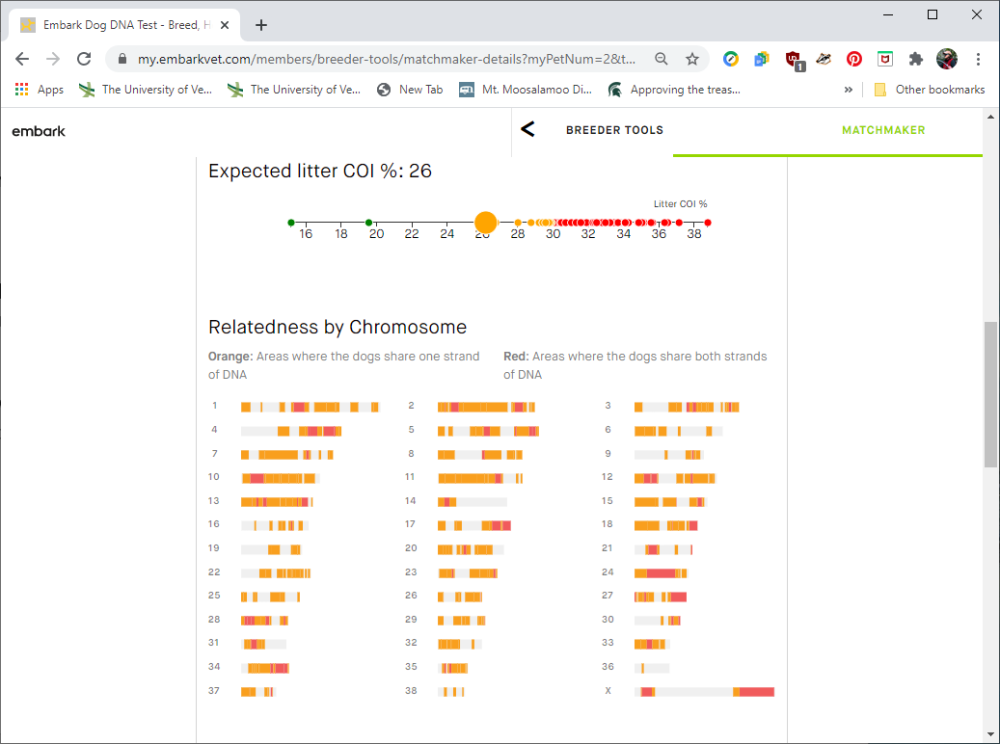 Embark Dog DNA Test - Breed, H
my.embarkvet.com/members/breeder-tools/matchmaker-details?myPetNum=2&t...
1
Apps
The University of Ve...
The University of Ve...
New Tab
Mt. Moosalamoo Di...
Approving the treas...
»
Other bookmarks
embark
BREEDER TOOLS
MATCHMAKER
Expected litter COI %: 26
Litter COI %
16 18 20 22 24 26 28 30 32 34 36 38
Relatedness by Chromosome
Orange: Areas where the dogs share one strand
of DNA
Red: Areas where the dogs share both strands
of DNA
1 2 3
4 5 6
7 8 9
10 11 12
13 14 15
16 17 18
19 20 21
22 23 24
25 26 27
28 29 30
31 32 33
34 35 36
37 38 X